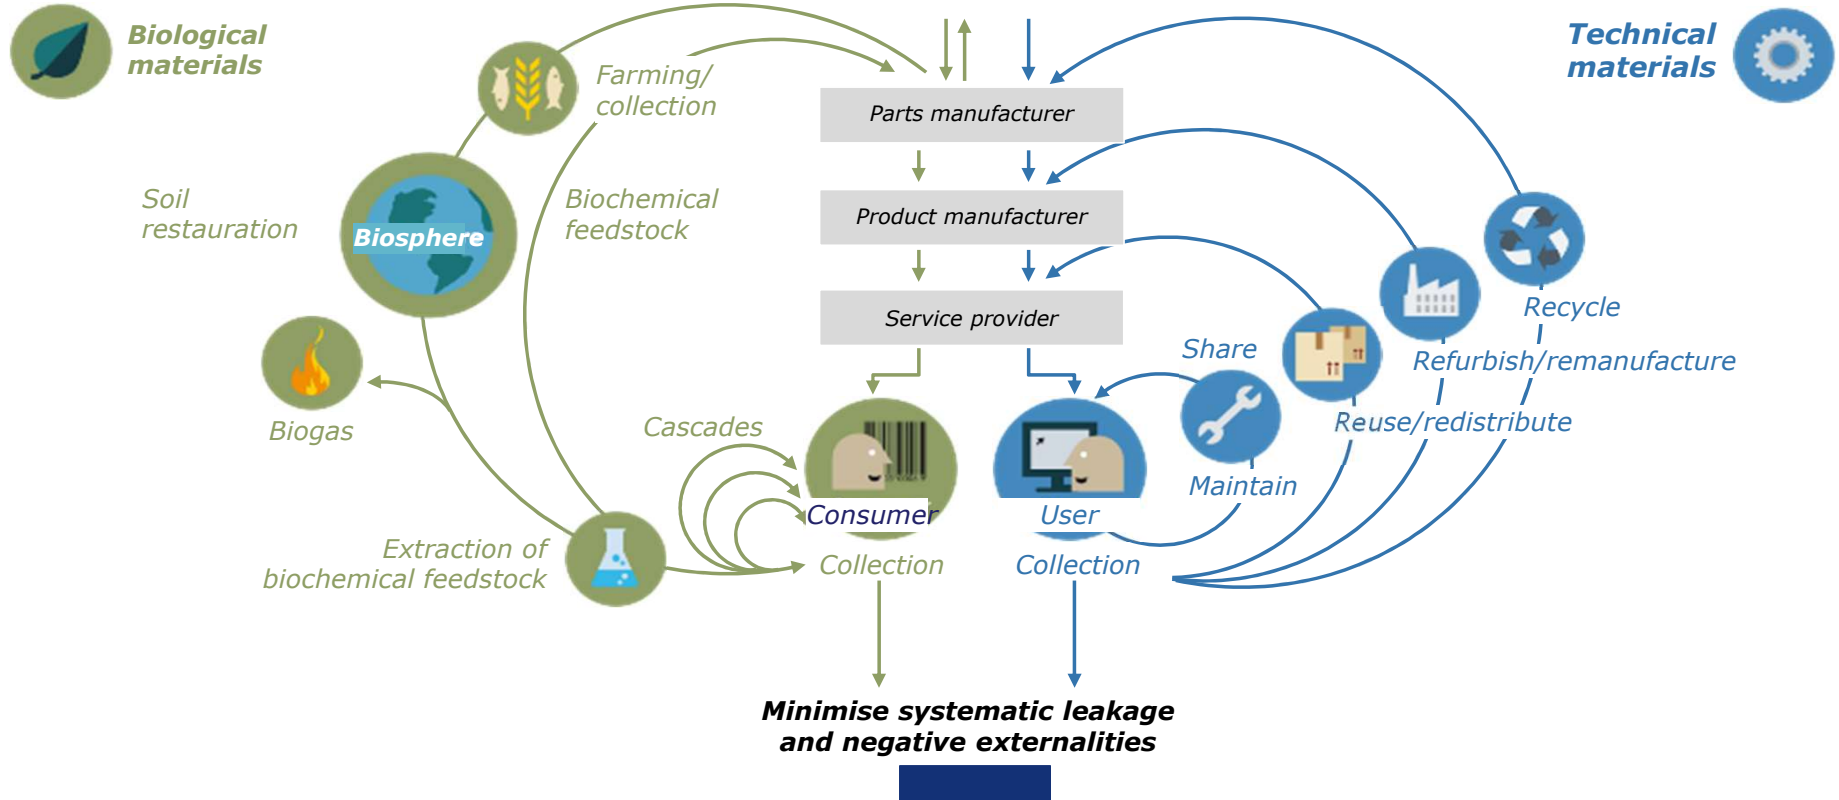 Biological
materials
Technical
materials
Farming/
collection
Parts manufacturer
Soil
restauration
Biochemical
feedstock
Product manufacturer
Biosphere
Recycle
Service provider
Share
Refurbish/remanufacture
Biogas
Cascades
Reuse/redistribute
Maintain
Consumer
User
Extraction of
biochemical feedstock
Collection
Collection
Minimise systematic leakage
and negative externalities